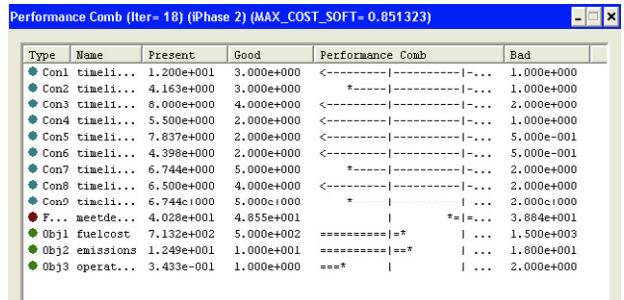 Performance Comb (Iter= 18) (iPhase 2) (MAX_COST_SOFT= 0.851323)
Type Name Present Good Performance Comb Bad
Con1 timeli... 1.200e+001 3.000e+000 <---------|----------|-... 1.000e+000
Con2 timeli... 4.163e+000 3.000e+000 *-----|----------|-... 1.000e+000
Con3 timeli... 8.000e+000 4.000e+000 <---------|----------|-... 2.000e+000
Con4 timeli... 5.500e+000 2.000e+000 <---------|----------|-... 1.000e+000
Con5 timeli... 7.837e+000 2.000e+000 <---------|----------|-... 5.000e-001
Con6 timeli... 4.398e+000 2.000e+000 <---------|----------|-... 5.000e-001
Con7 timeli... 6.744e+000 5.000e+000 *-----|----------|-... 2.000e+000
Con8 timeli... 6.500e+000 4.000e+000 <---------|----------|-... 2.000e+000
Con9 timeli... 6.744e+000 5.000e+000 * | | ... 2.000e+000
F... meetde... 4.028e+001 4.855e+001 | *=|=... 3.884e+001
Obj1 fuelcost 7.132e+002 5.000e+002 ==========|=* | ... 1.500e+003
Obj2 emissions 1.249e+001 1.000e+001 ==========|==* | ... 1.800e+001
Obj3 operat... 3.433e-001 1.000e+000 ===* | | ... 2.000e+000